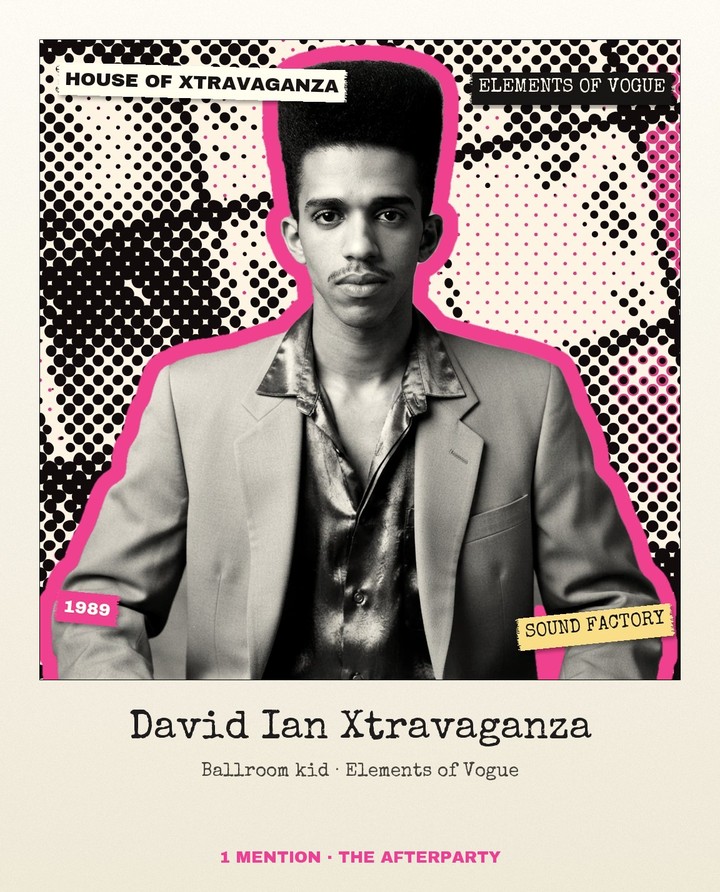 HOUSE OF XTRAVAGANZA
ELEMENTS OF VOGUE
1989
SOUND FACTORY
David Ian Xtravaganza
Ballroom kid · Elements of Vogue
1 MENTION · THE AFTERPARTY